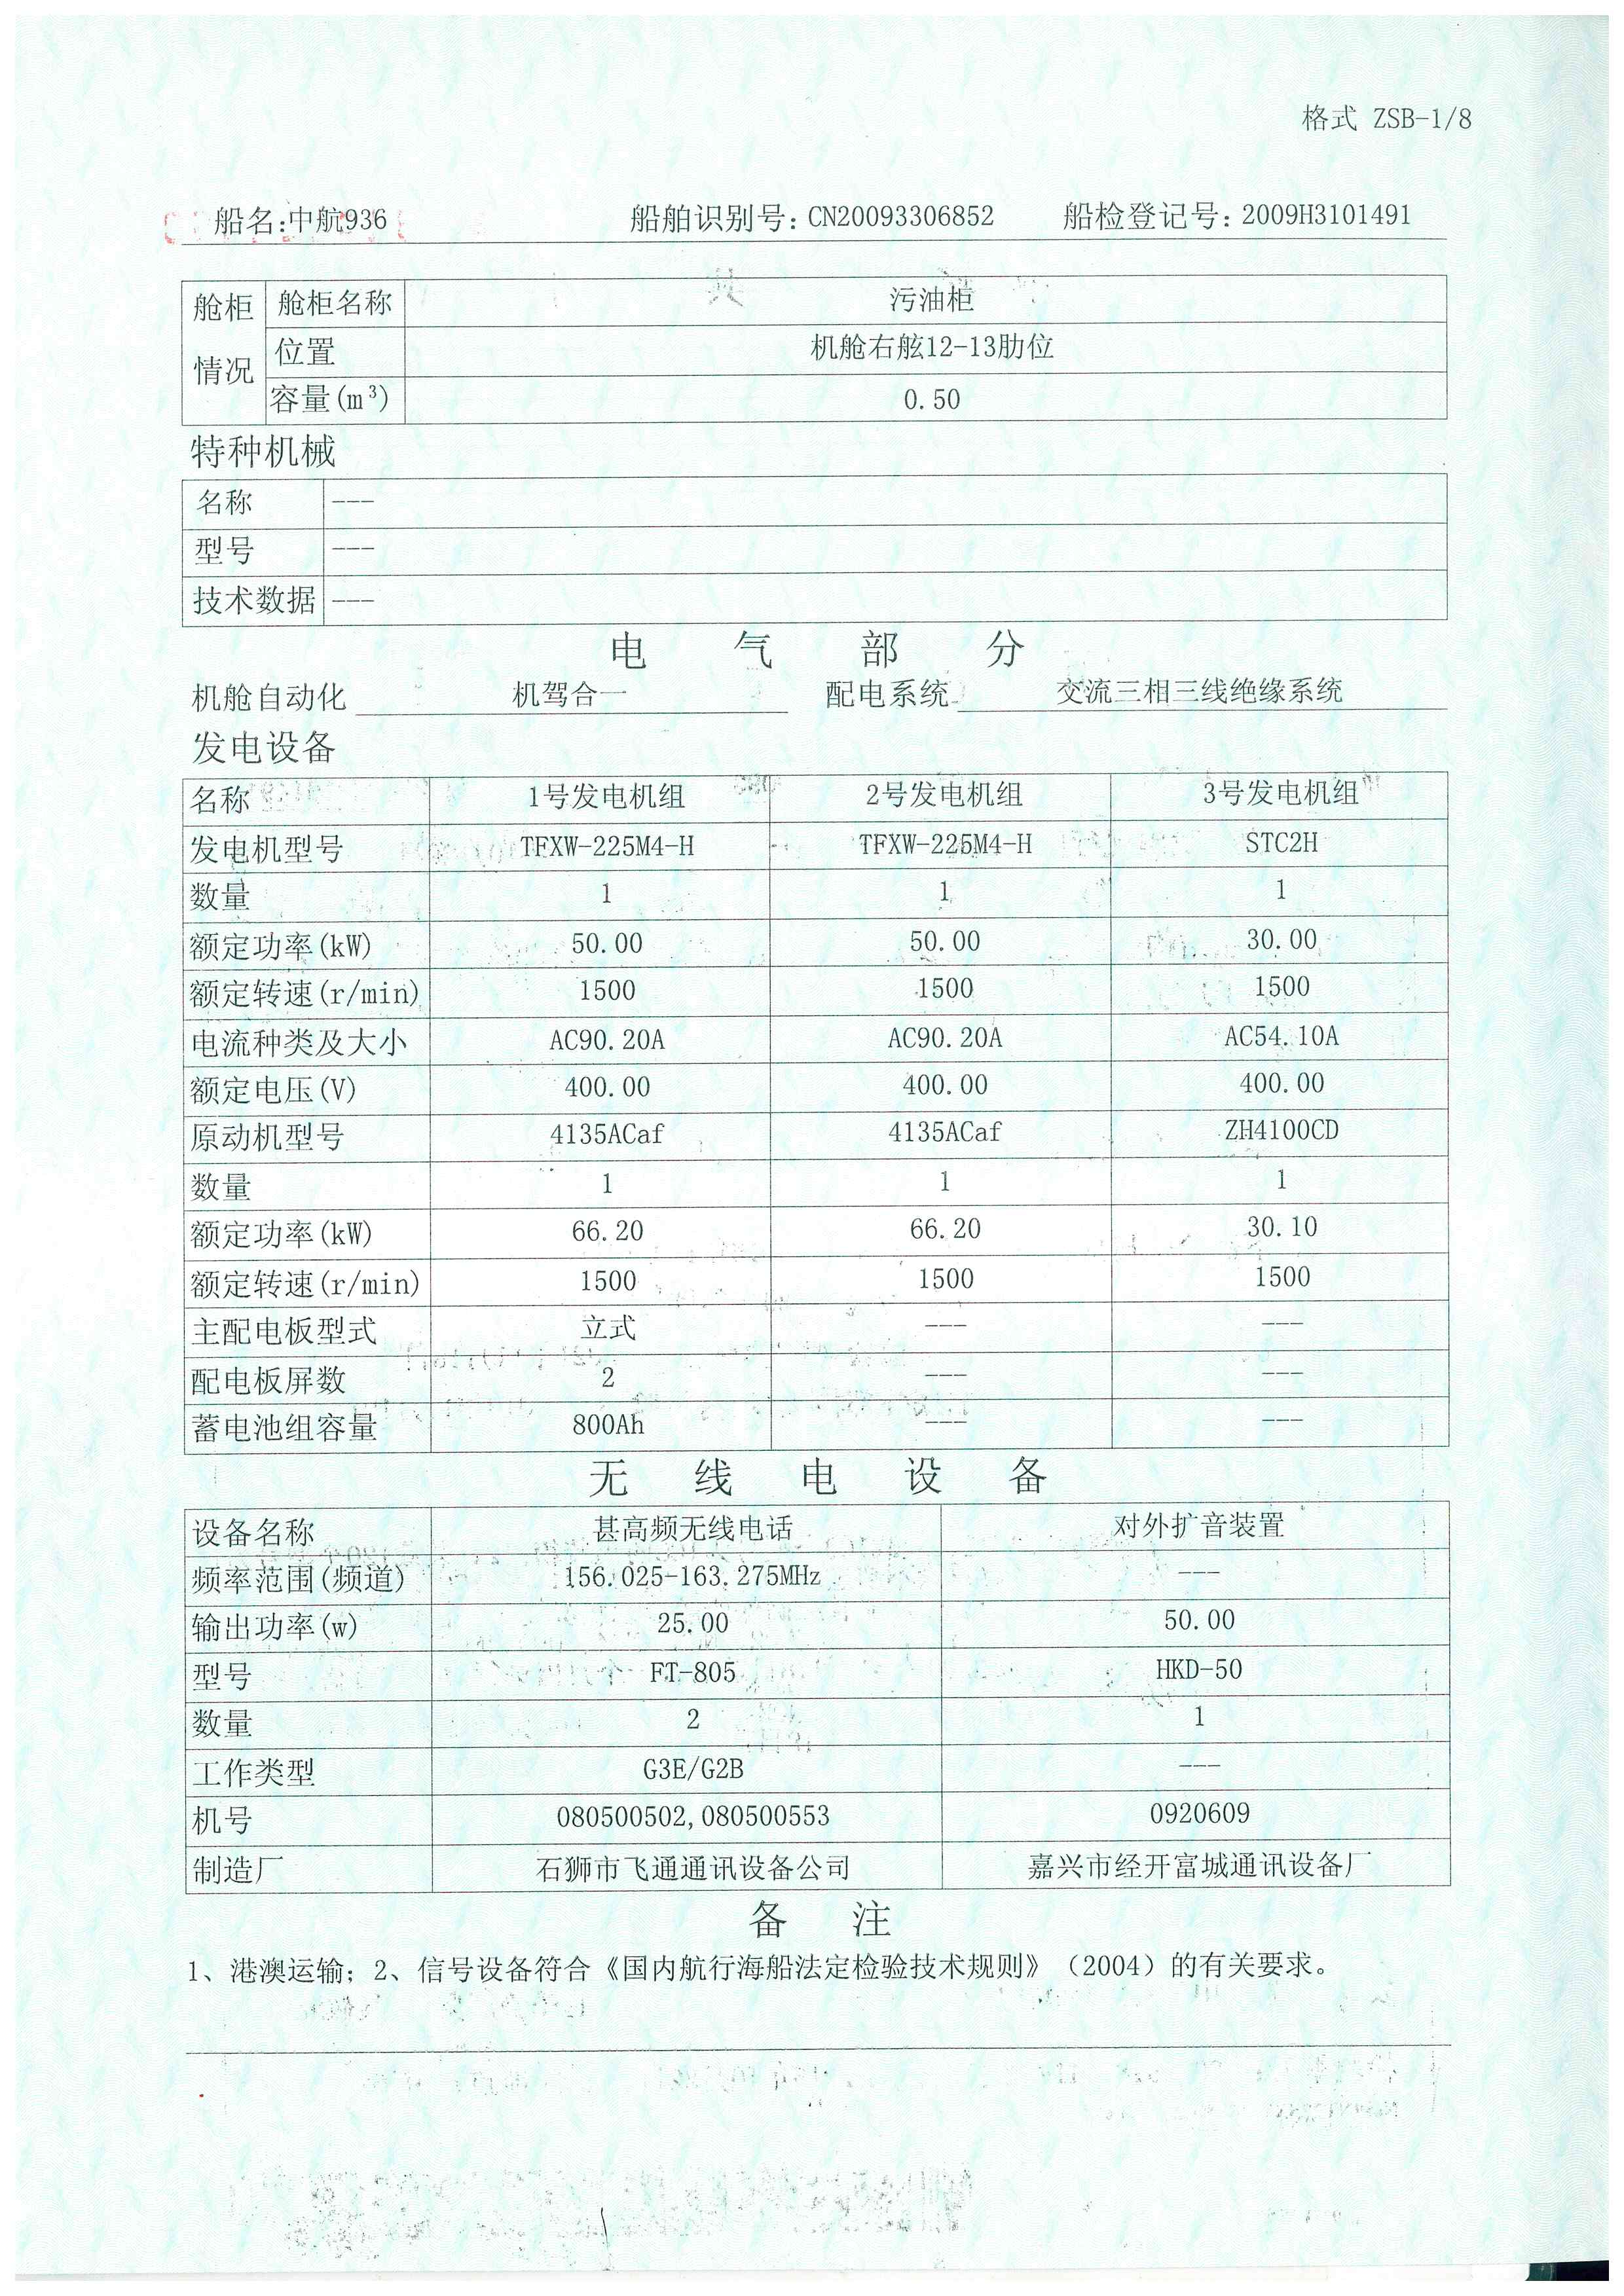 格式 ZSB-1/8
船名:中航936 船舶识别号: CN20093306852 船检登记号: 2009H3101491
舱柜情况 舱柜名称 污油柜
位置 机舱右舷12-13肋位
容量(m³) 0.50
特种机械
名称 ---
型号 ---
技术数据 ---
电 气 部 分
机舱自动化 机驾合一 配电系统 交流三相三线绝缘系统
发电设备
名称 1号发电机组 2号发电机组 3号发电机组
发电机型号 TFXW-225M4-H TFXW-225M4-H STC2H
数量 1 1 1
额定功率(kW) 50.00 50.00 30.00
额定转速(r/min) 1500 1500 1500
电流种类及大小 AC90.20A AC90.20A AC54.10A
额定电压(V) 400.00 400.00 400.00
原动机型号 4135ACaf 4135ACaf ZH4100CD
数量 1 1 1
额定功率(kW) 66.20 66.20 30.10
额定转速(r/min) 1500 1500 1500
主配电板型式 立式 --- ---
配电板屏数 2 --- ---
蓄电池组容量 800Ah --- ---
无 线 电 设 备
设备名称 甚高频无线电话 对外扩音装置
频率范围(频道) 156.025-163.275MHz ---
输出功率(w) 25.00 50.00
型号 FT-805 HKD-50
数量 2 1
工作类型 G3E/G2B ---
机号 080500502,080500553 0920609
制造厂 石狮市飞通通讯设备公司 嘉兴市经开富城通讯设备厂
备 注
1、港澳运输；2、信号设备符合《国内航行海船法定检验技术规则》（2004）的有关要求。